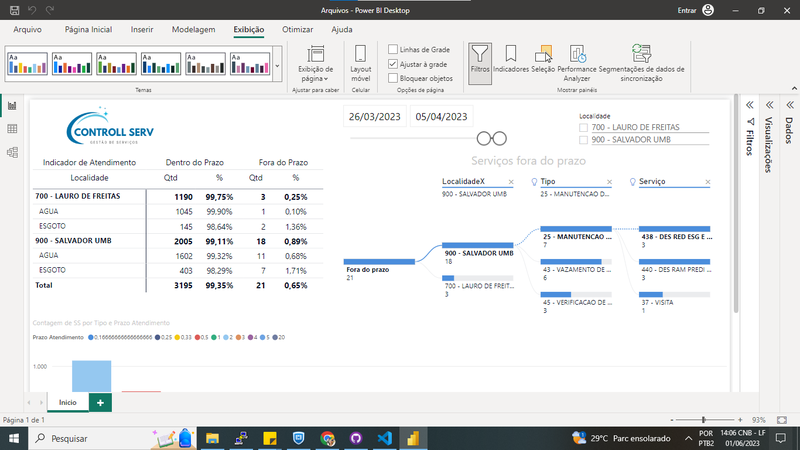 Arquivos - Power BI Desktop
Entrar
Arquivo
Página Inicial
Inserir
Modelagem
Exibição
Otimizar
Ajuda
Aa Aa Aa Aa Aa Aa
Temas
Exibição de página
Ajustar para caber
Layout móvel
Celular
Linhas de Grade
Ajustar à grade
Bloquear objetos
Opções de página
Filtros
Indicadores
Seleção
Performance Analyzer
Segmentações de dados de sincronização
Mostrar painéis
CONTROLL SERV
GESTÃO DE SERVIÇOS
26/03/2023
05/04/2023
Localidade
700 - LAURO DE FREITAS
900 - SALVADOR UMB
Indicador de Atendimento Dentro do Prazo Fora do Prazo
Localidade Qtd % Qtd %
700 - LAURO DE FREITAS 1190 99,75% 3 0,25%
AGUA 1045 99,90% 1 0,10%
ESGOTO 145 98,64% 2 1,36%
900 - SALVADOR UMB 2005 99,11% 18 0,89%
AGUA 1602 99,32% 11 0,68%
ESGOTO 403 98,29% 7 1,71%
Total 3195 99,35% 21 0,65%
Serviços fora do prazo
LocalidadeX
900 - SALVADOR UMB
Tipo
25 - MANUTENCAO D...
Serviço
Fora do prazo
21
900 - SALVADOR UMB
18
700 - LAURO DE FREIT...
3
25 - MANUTENCAO ...
7
43 - VAZAMENTO DE ...
6
45 - VERIFICACAO DE ...
3
438 - DES RED ESG E ...
3
440 - DES RAM PREDI ...
3
37 - VISITA
1
Contagem de SS por Tipo e Prazo Atendimento
Prazo Atendimento 0,16666666666666666 0,25 0,33 0,5 1 2 3 4 5 20
1.000
Filtros
Visualizações
Dados
Inicio
Página 1 de 1
93%
Pesquisar
29°C Parc ensolarado
POR
PTB2
14:06 CNB - LF
01/06/2023